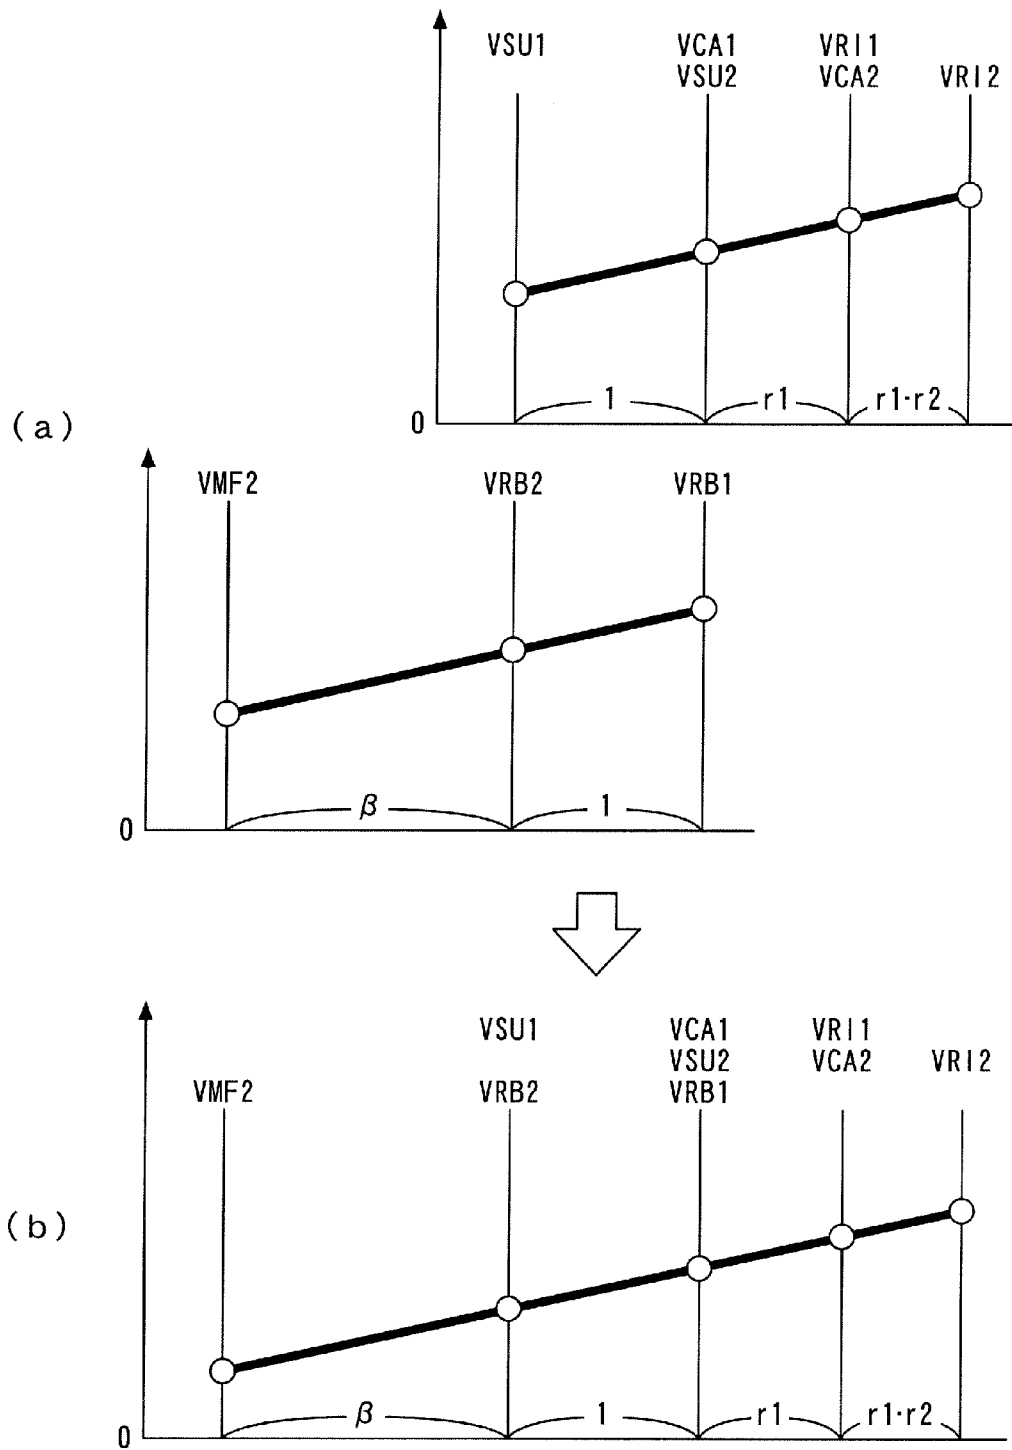 VSU1 VCA1 VRI1
VSU2 VCA2 VRI2
1 r1 r1·r2
0
(a)
VMF2 VRB2 VRB1
β 1
0
VSU1 VCA1 VRI1
VSU2 VCA2 VRI2
VMF2 VRB2 VRB1
(b)
β 1 r1 r1·r2
0